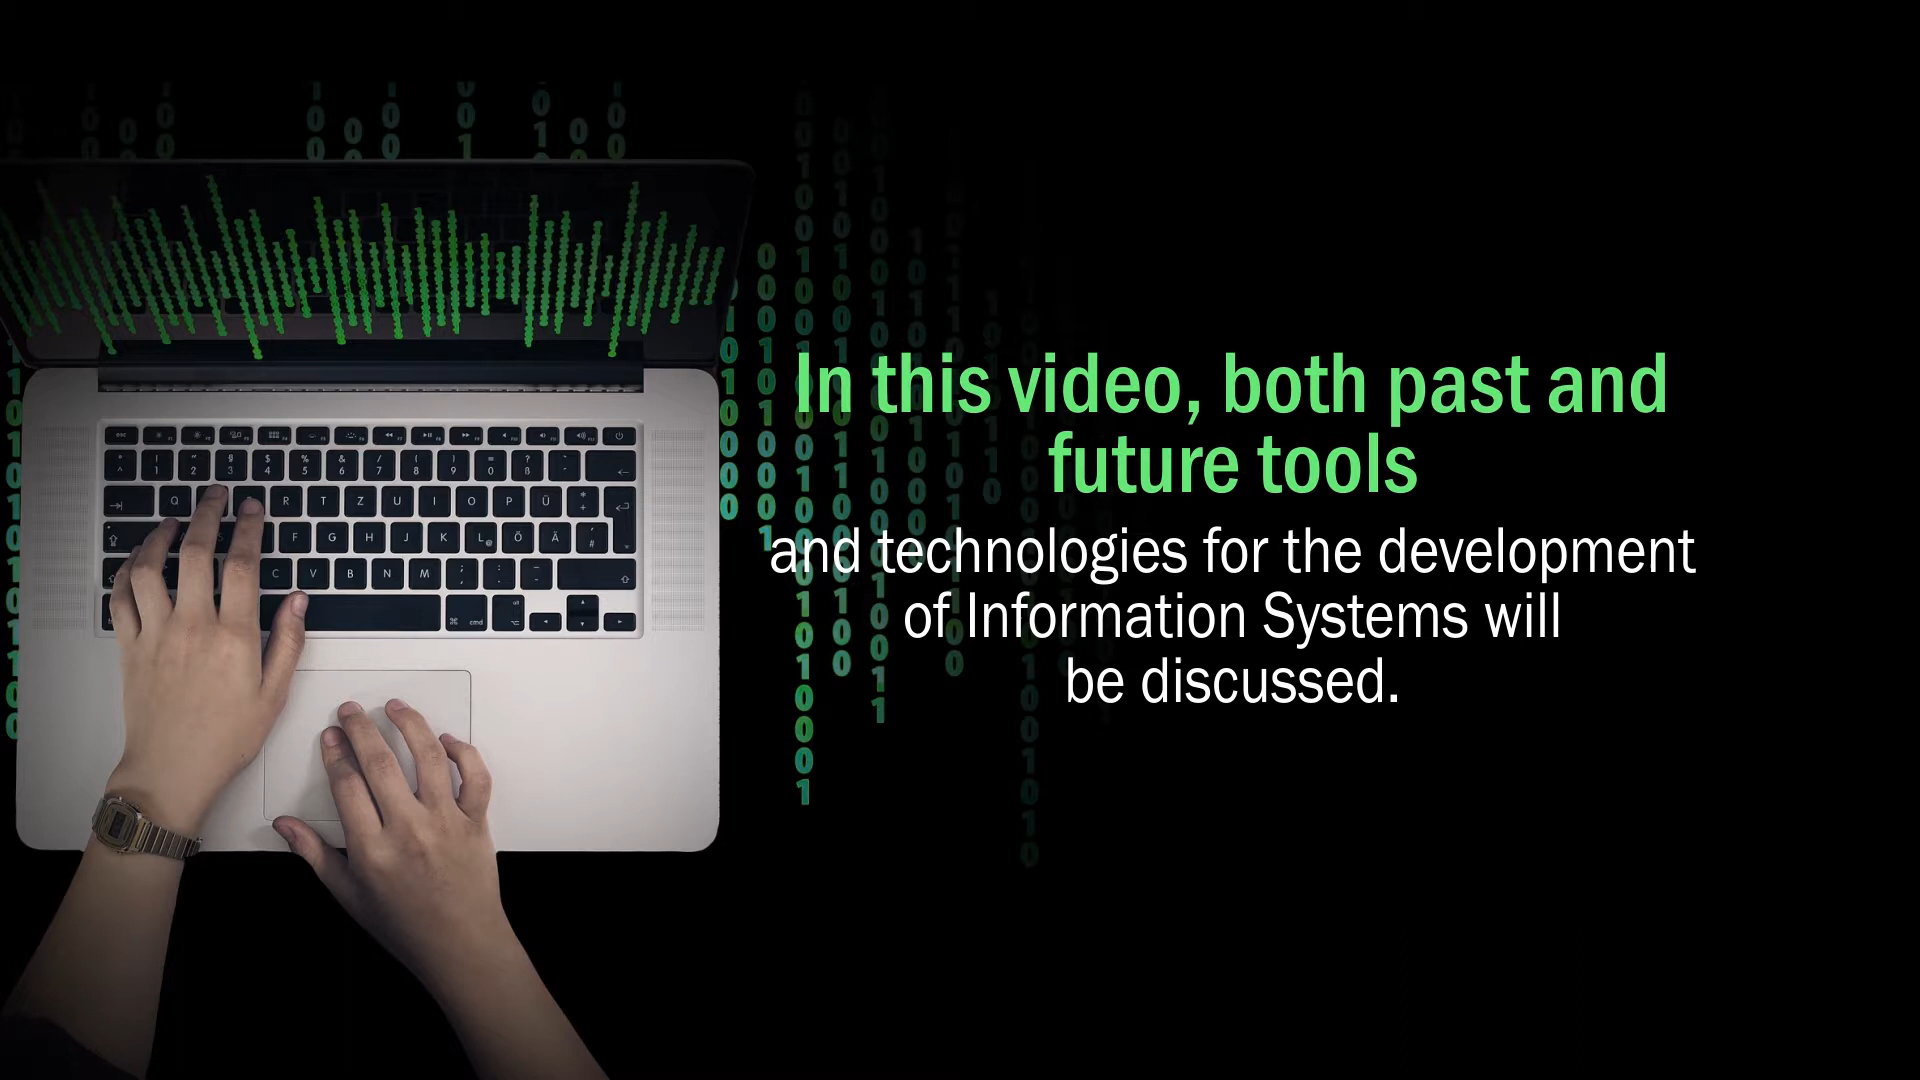 In this video, both past and
future tools
and technologies for the development
of Information Systems will
be discussed.